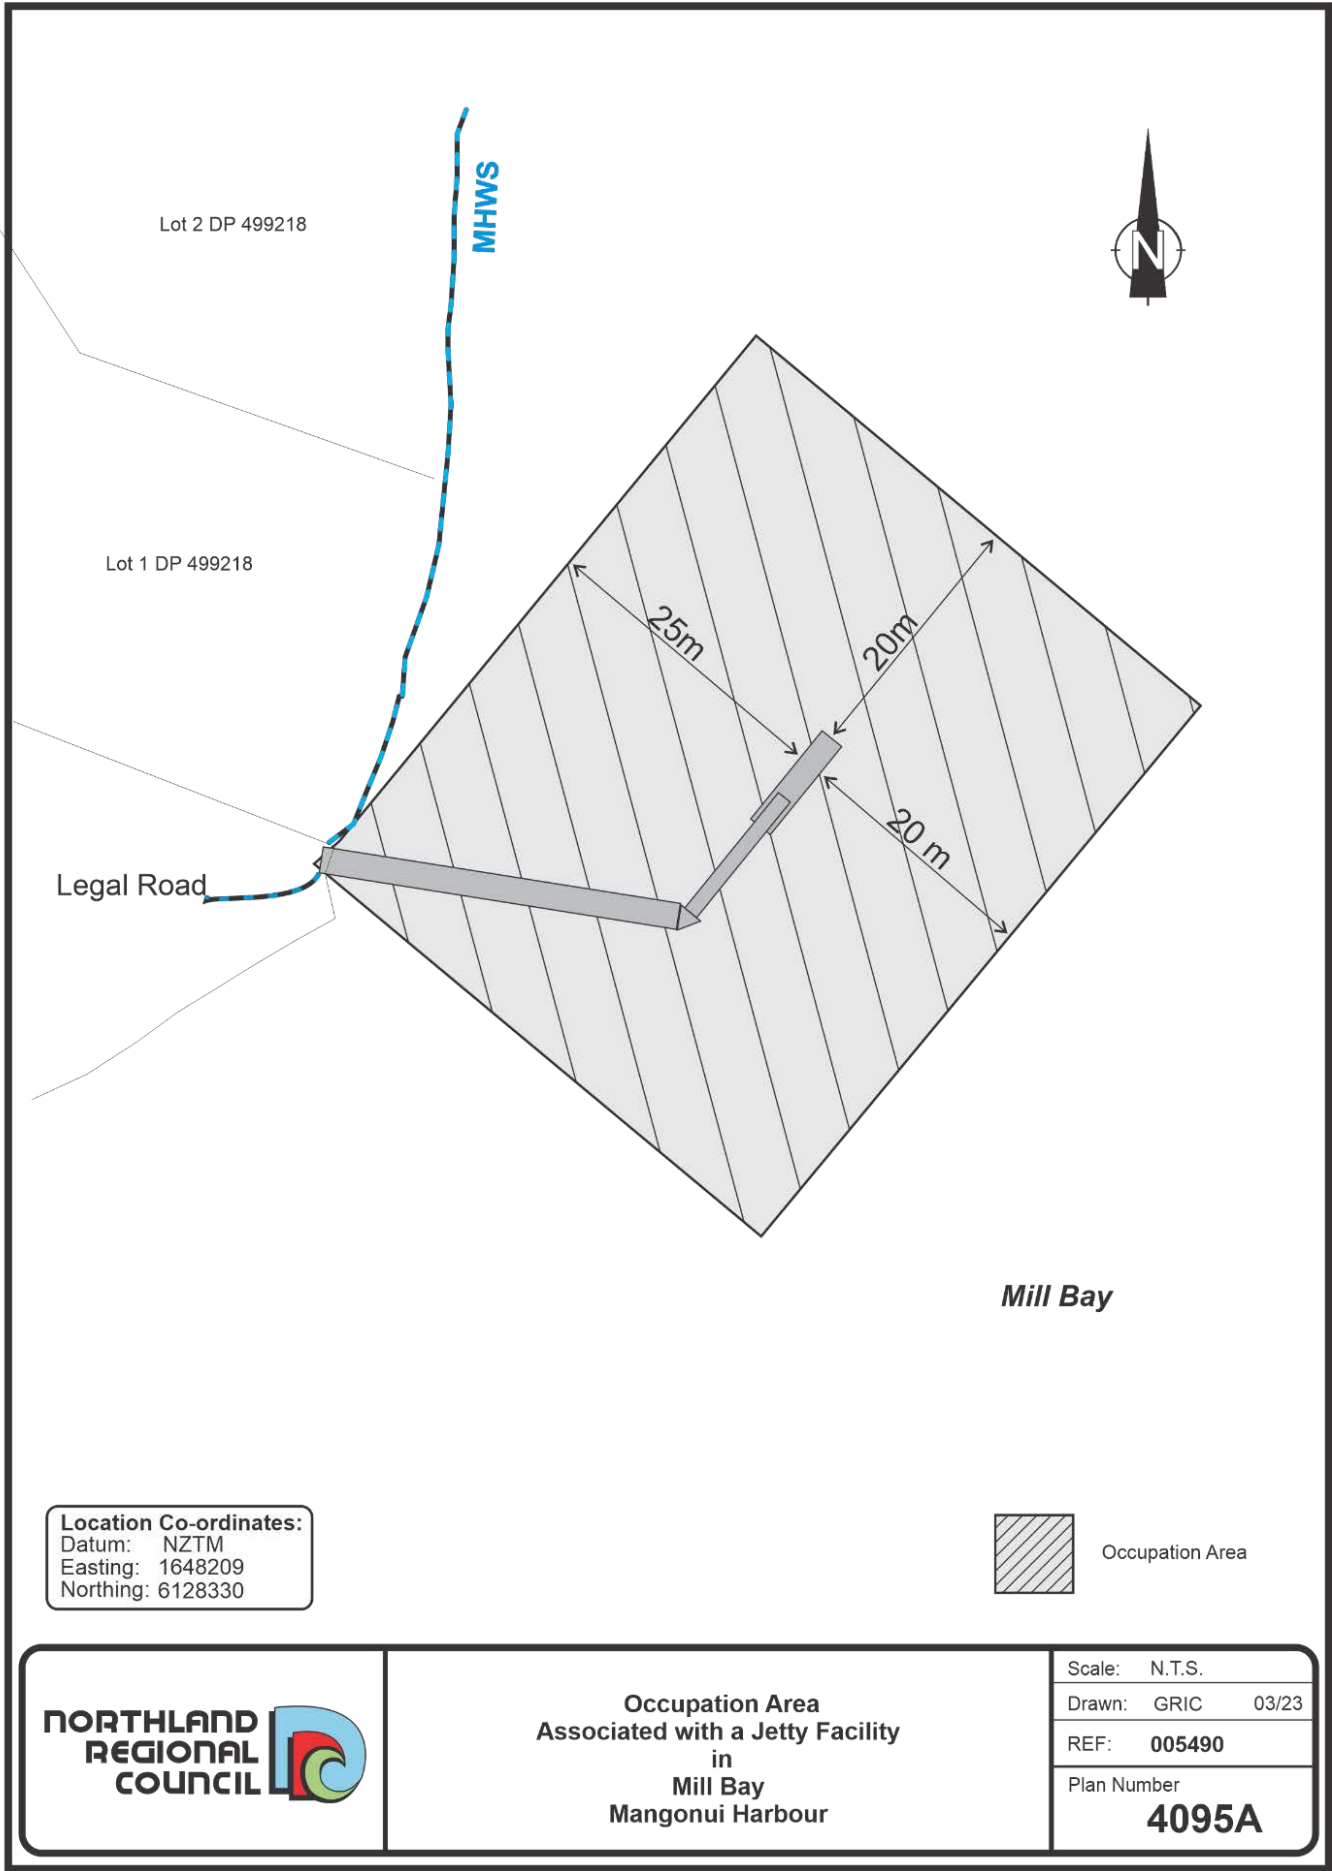 MHWS
Lot 2 DP 499218
N
Lot 1 DP 499218
25m
20m
20 m
Legal Road
Mill Bay
Location Co-ordinates:
Datum: NZTM
Easting: 1648209
Northing: 6128330
Occupation Area
NORTHLAND
REGIONAL
COUNCIL
Occupation Area
Associated with a Jetty Facility
in
Mill Bay
Mangonui Harbour
Scale: N.T.S.
Drawn: GRIC 03/23
REF: 005490
Plan Number
4095A